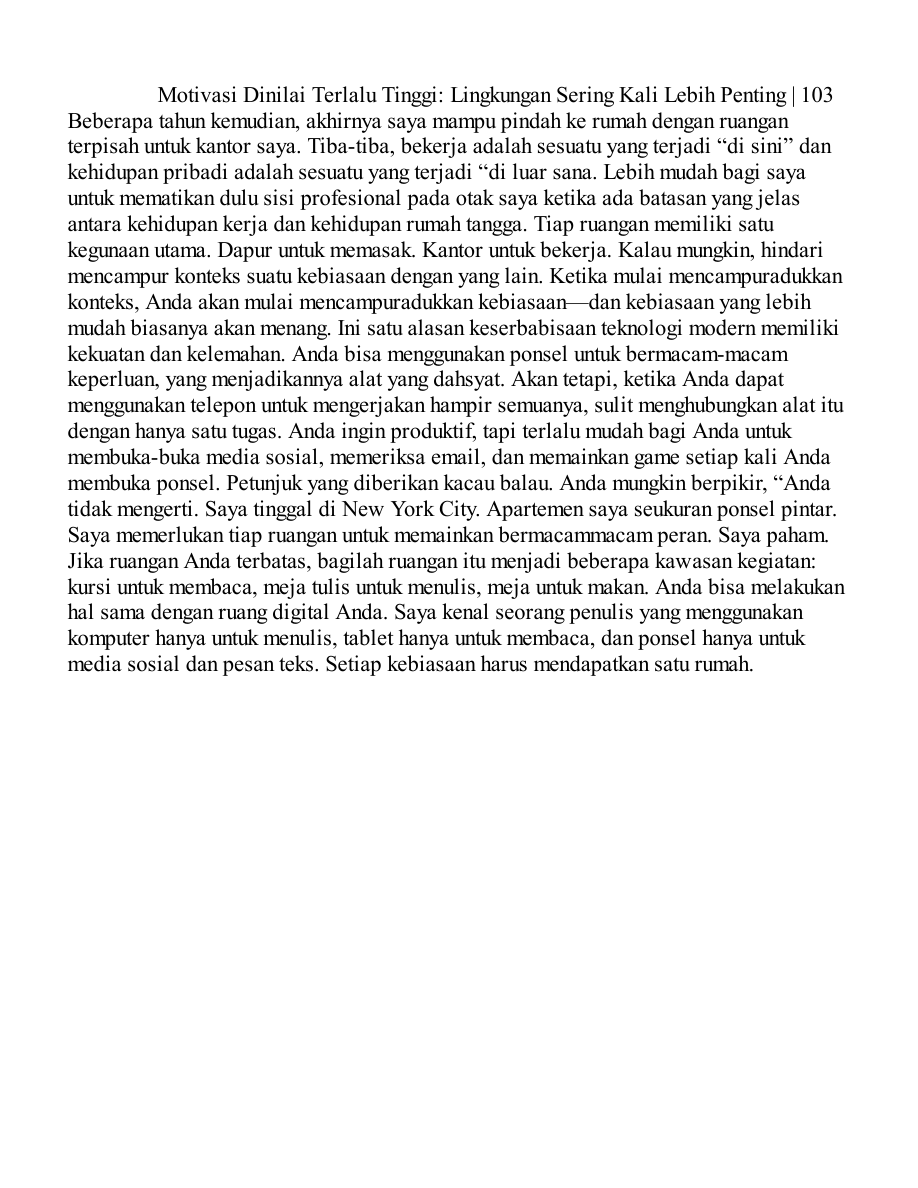 Motivasi Dinilai Terlalu Tinggi: Lingkungan Sering Kali Lebih Penting | 103
Beberapa tahun kemudian, akhirnya saya mampu pindah ke rumah dengan ruangan
terpisah untuk kantor saya. Tiba-tiba, bekerja adalah sesuatu yang terjadi “di sini” dan
kehidupan pribadi adalah sesuatu yang terjadi “di luar sana. Lebih mudah bagi saya
untuk mematikan dulu sisi profesional pada otak saya ketika ada batasan yang jelas
antara kehidupan kerja dan kehidupan rumah tangga. Tiap ruangan memiliki satu
kegunaan utama. Dapur untuk memasak. Kantor untuk bekerja. Kalau mungkin, hindari
mencampur konteks suatu kebiasaan dengan yang lain. Ketika mulai mencampuradukkan
konteks, Anda akan mulai mencampuradukkan kebiasaan—dan kebiasaan yang lebih
mudah biasanya akan menang. Ini satu alasan keserbabisaan teknologi modern memiliki
kekuatan dan kelemahan. Anda bisa menggunakan ponsel untuk bermacam-macam
keperluan, yang menjadikannya alat yang dahsyat. Akan tetapi, ketika Anda dapat
menggunakan telepon untuk mengerjakan hampir semuanya, sulit menghubungkan alat itu
dengan hanya satu tugas. Anda ingin produktif, tapi terlalu mudah bagi Anda untuk
membuka-buka media sosial, memeriksa email, dan memainkan game setiap kali Anda
membuka ponsel. Petunjuk yang diberikan kacau balau. Anda mungkin berpikir, “Anda
tidak mengerti. Saya tinggal di New York City. Apartemen saya seukuran ponsel pintar.
Saya memerlukan tiap ruangan untuk memainkan bermacammacam peran. Saya paham.
Jika ruangan Anda terbatas, bagilah ruangan itu menjadi beberapa kawasan kegiatan:
kursi untuk membaca, meja tulis untuk menulis, meja untuk makan. Anda bisa melakukan
hal sama dengan ruang digital Anda. Saya kenal seorang penulis yang menggunakan
komputer hanya untuk menulis, tablet hanya untuk membaca, dan ponsel hanya untuk
media sosial dan pesan teks. Setiap kebiasaan harus mendapatkan satu rumah.